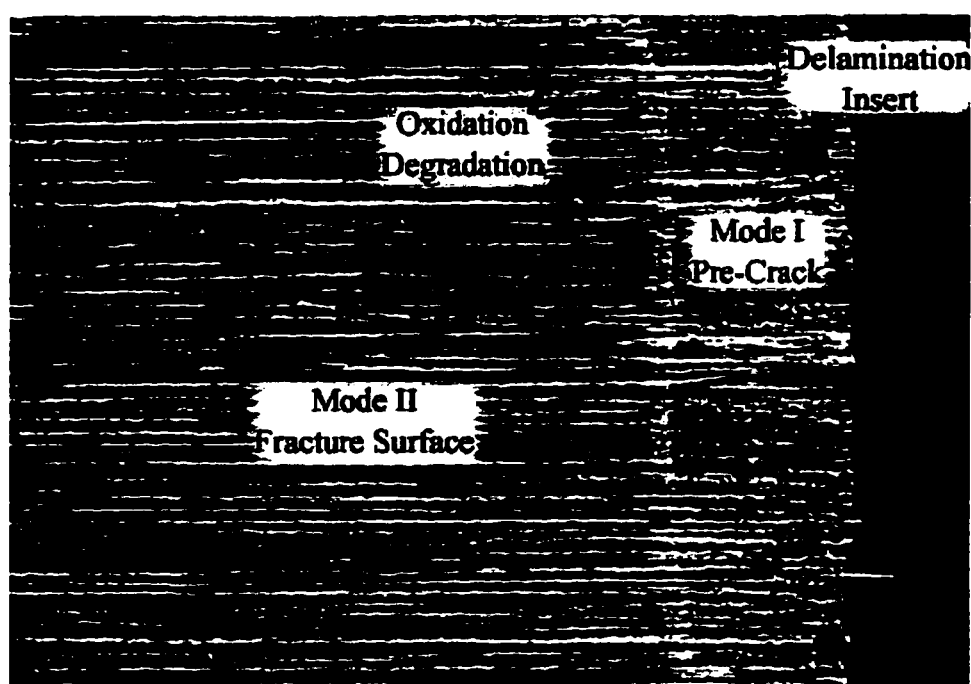 Delamination
Insert
Oxidation
Degradation
Mode I
Pre-Crack
Mode II
Fracture Surface